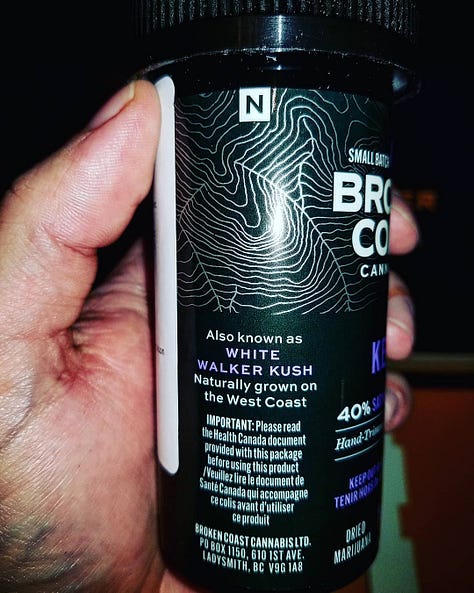 N
SMALL BATCH
BRO
CO
CANN
Also known as
WHITE
WALKER KUSH
Naturally grown on
the West Coast
KE
40% SA
Hand-Trimm
IMPORTANT: Please read
the Health Canada document
provided with this package
before using this product
/Veuillez lire le document de
Santé Canada qui accompagne
ce colis avant d'utiliser
ce produit
KEEP OUT O
TENIR HORS D
BROKEN COAST CANNABIS LTD.
PO BOX 1150, 610 1ST AVE.
LADYSMITH, BC V9G 1A8
DRIED
MARIJUANA